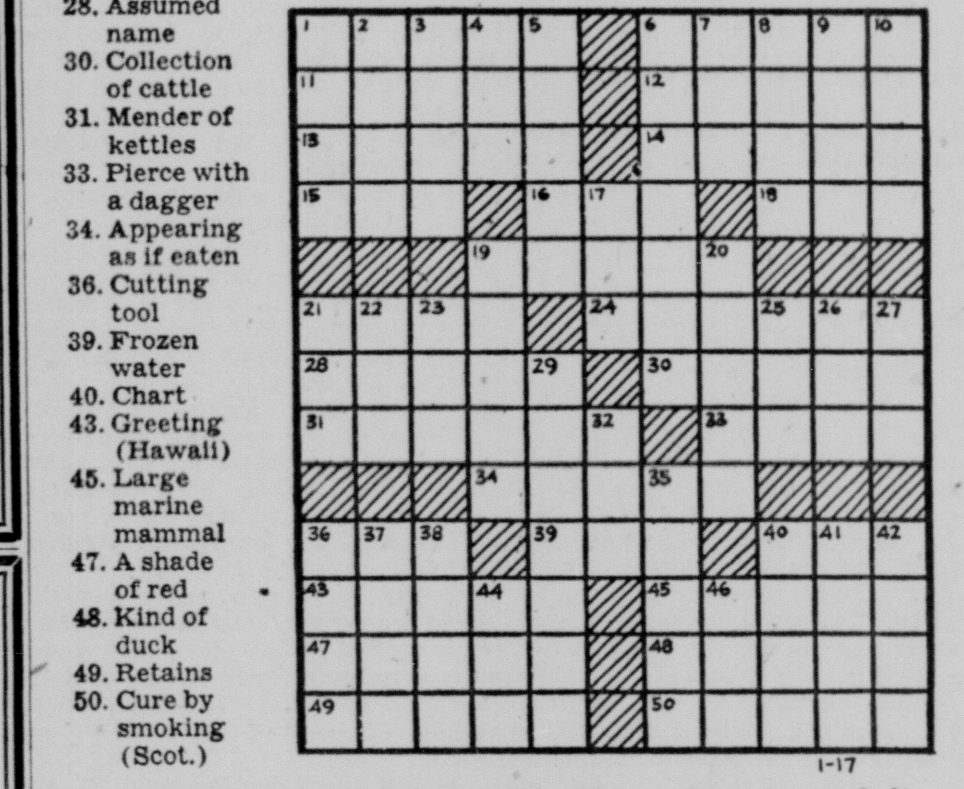 28. Assumed
name
30. Collection
of cattle
31. Mender of
kettles
33. Pierce with
a dagger
34. Appearing
as if eaten
36. Cutting
tool
39. Frozen
water
40. Chart
43. Greeting
(Hawaii)
45. Large
marine
mammal
47. A shade
of red
48. Kind of
duck
49. Retains
50. Cure by
smoking
(Scot.)
1 2 3 4 5 6 7 8 9 10
11 12
13 14
15 16 17 18
19 20
21 22 23 24 25 26 27
28 29 30
31 32 33
34 35
36 37 38 39 40 41 42
43 44 45 46
47 48
49 50
1-17